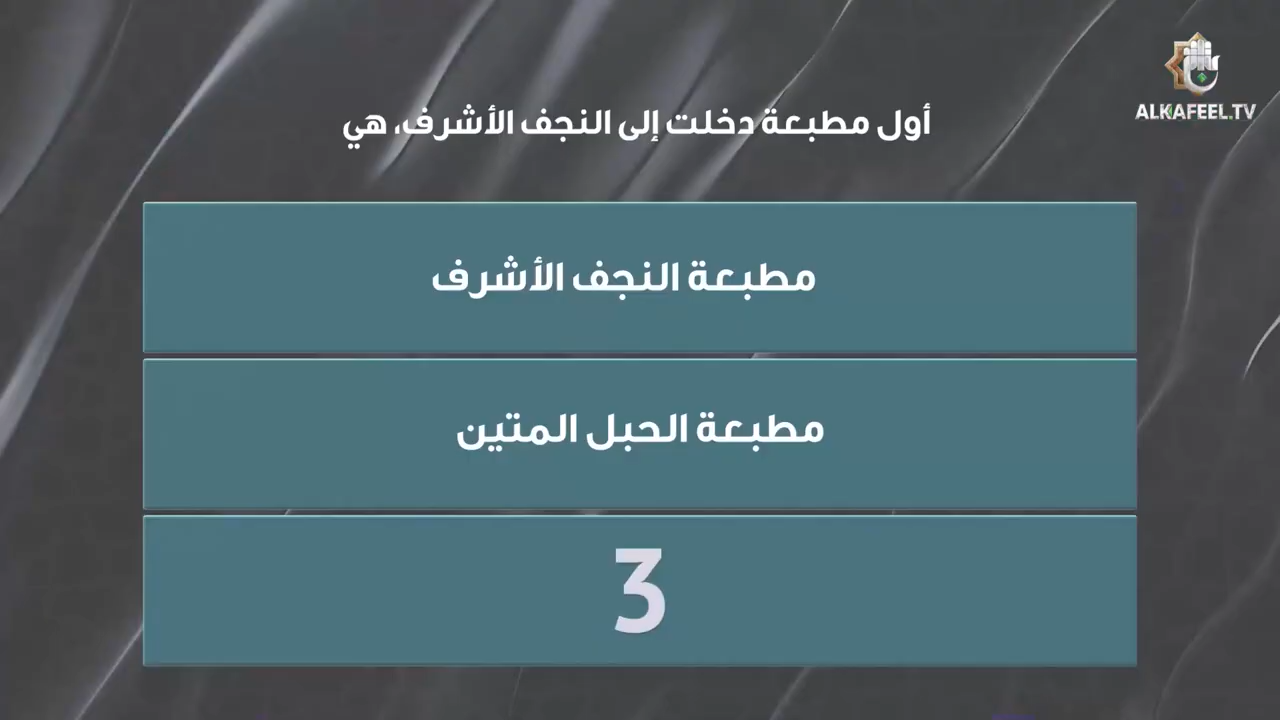 ALKAFEEL.TV
أول مطبعة دخلت إلى النجف الأشرف، هي
مطبعة النجف الأشرف
مطبعة الحبل المتين
3